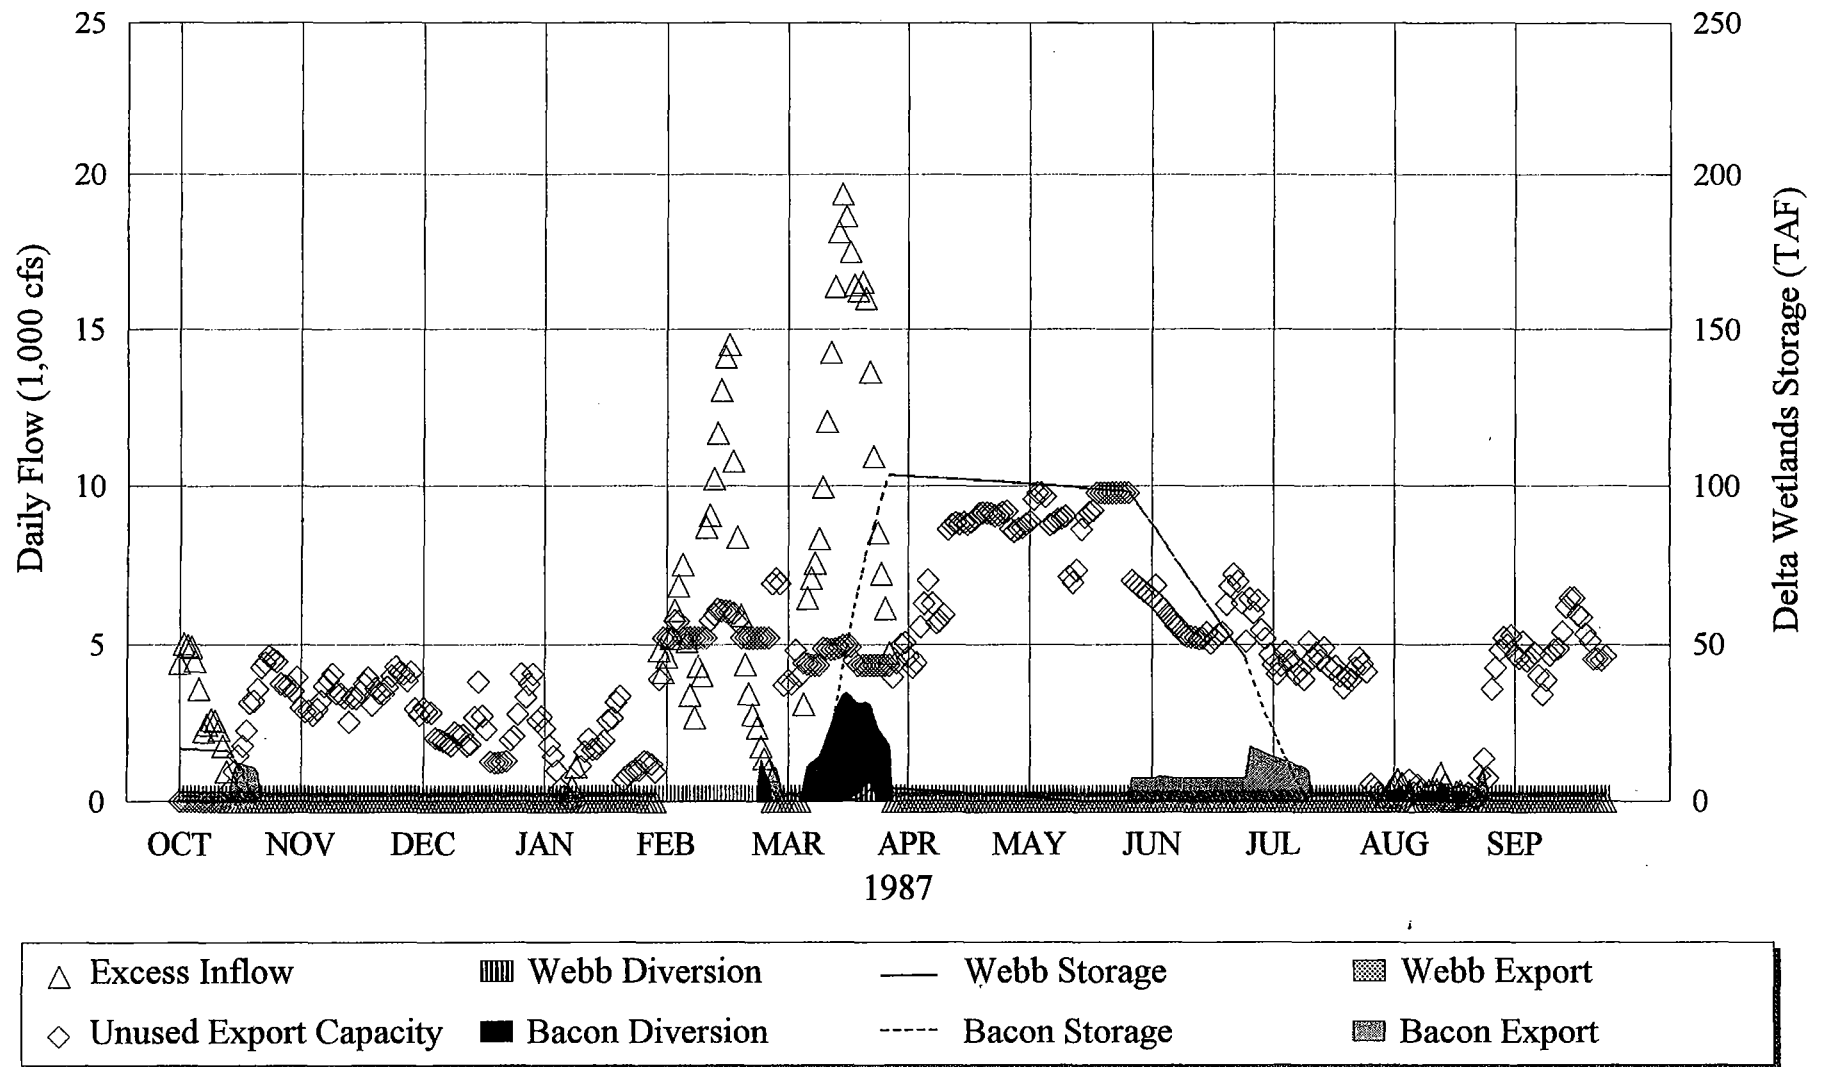 Daily Flow (1,000 cfs)
25
20
15
10
5
0
250
200
150
100
50
0
Delta Wetlands Storage (TAF)
OCT NOV DEC JAN FEB MAR APR MAY JUN JUL AUG SEP
1987
Excess Inflow Webb Diversion Webb Storage Webb Export
Unused Export Capacity Bacon Diversion Bacon Storage Bacon Export